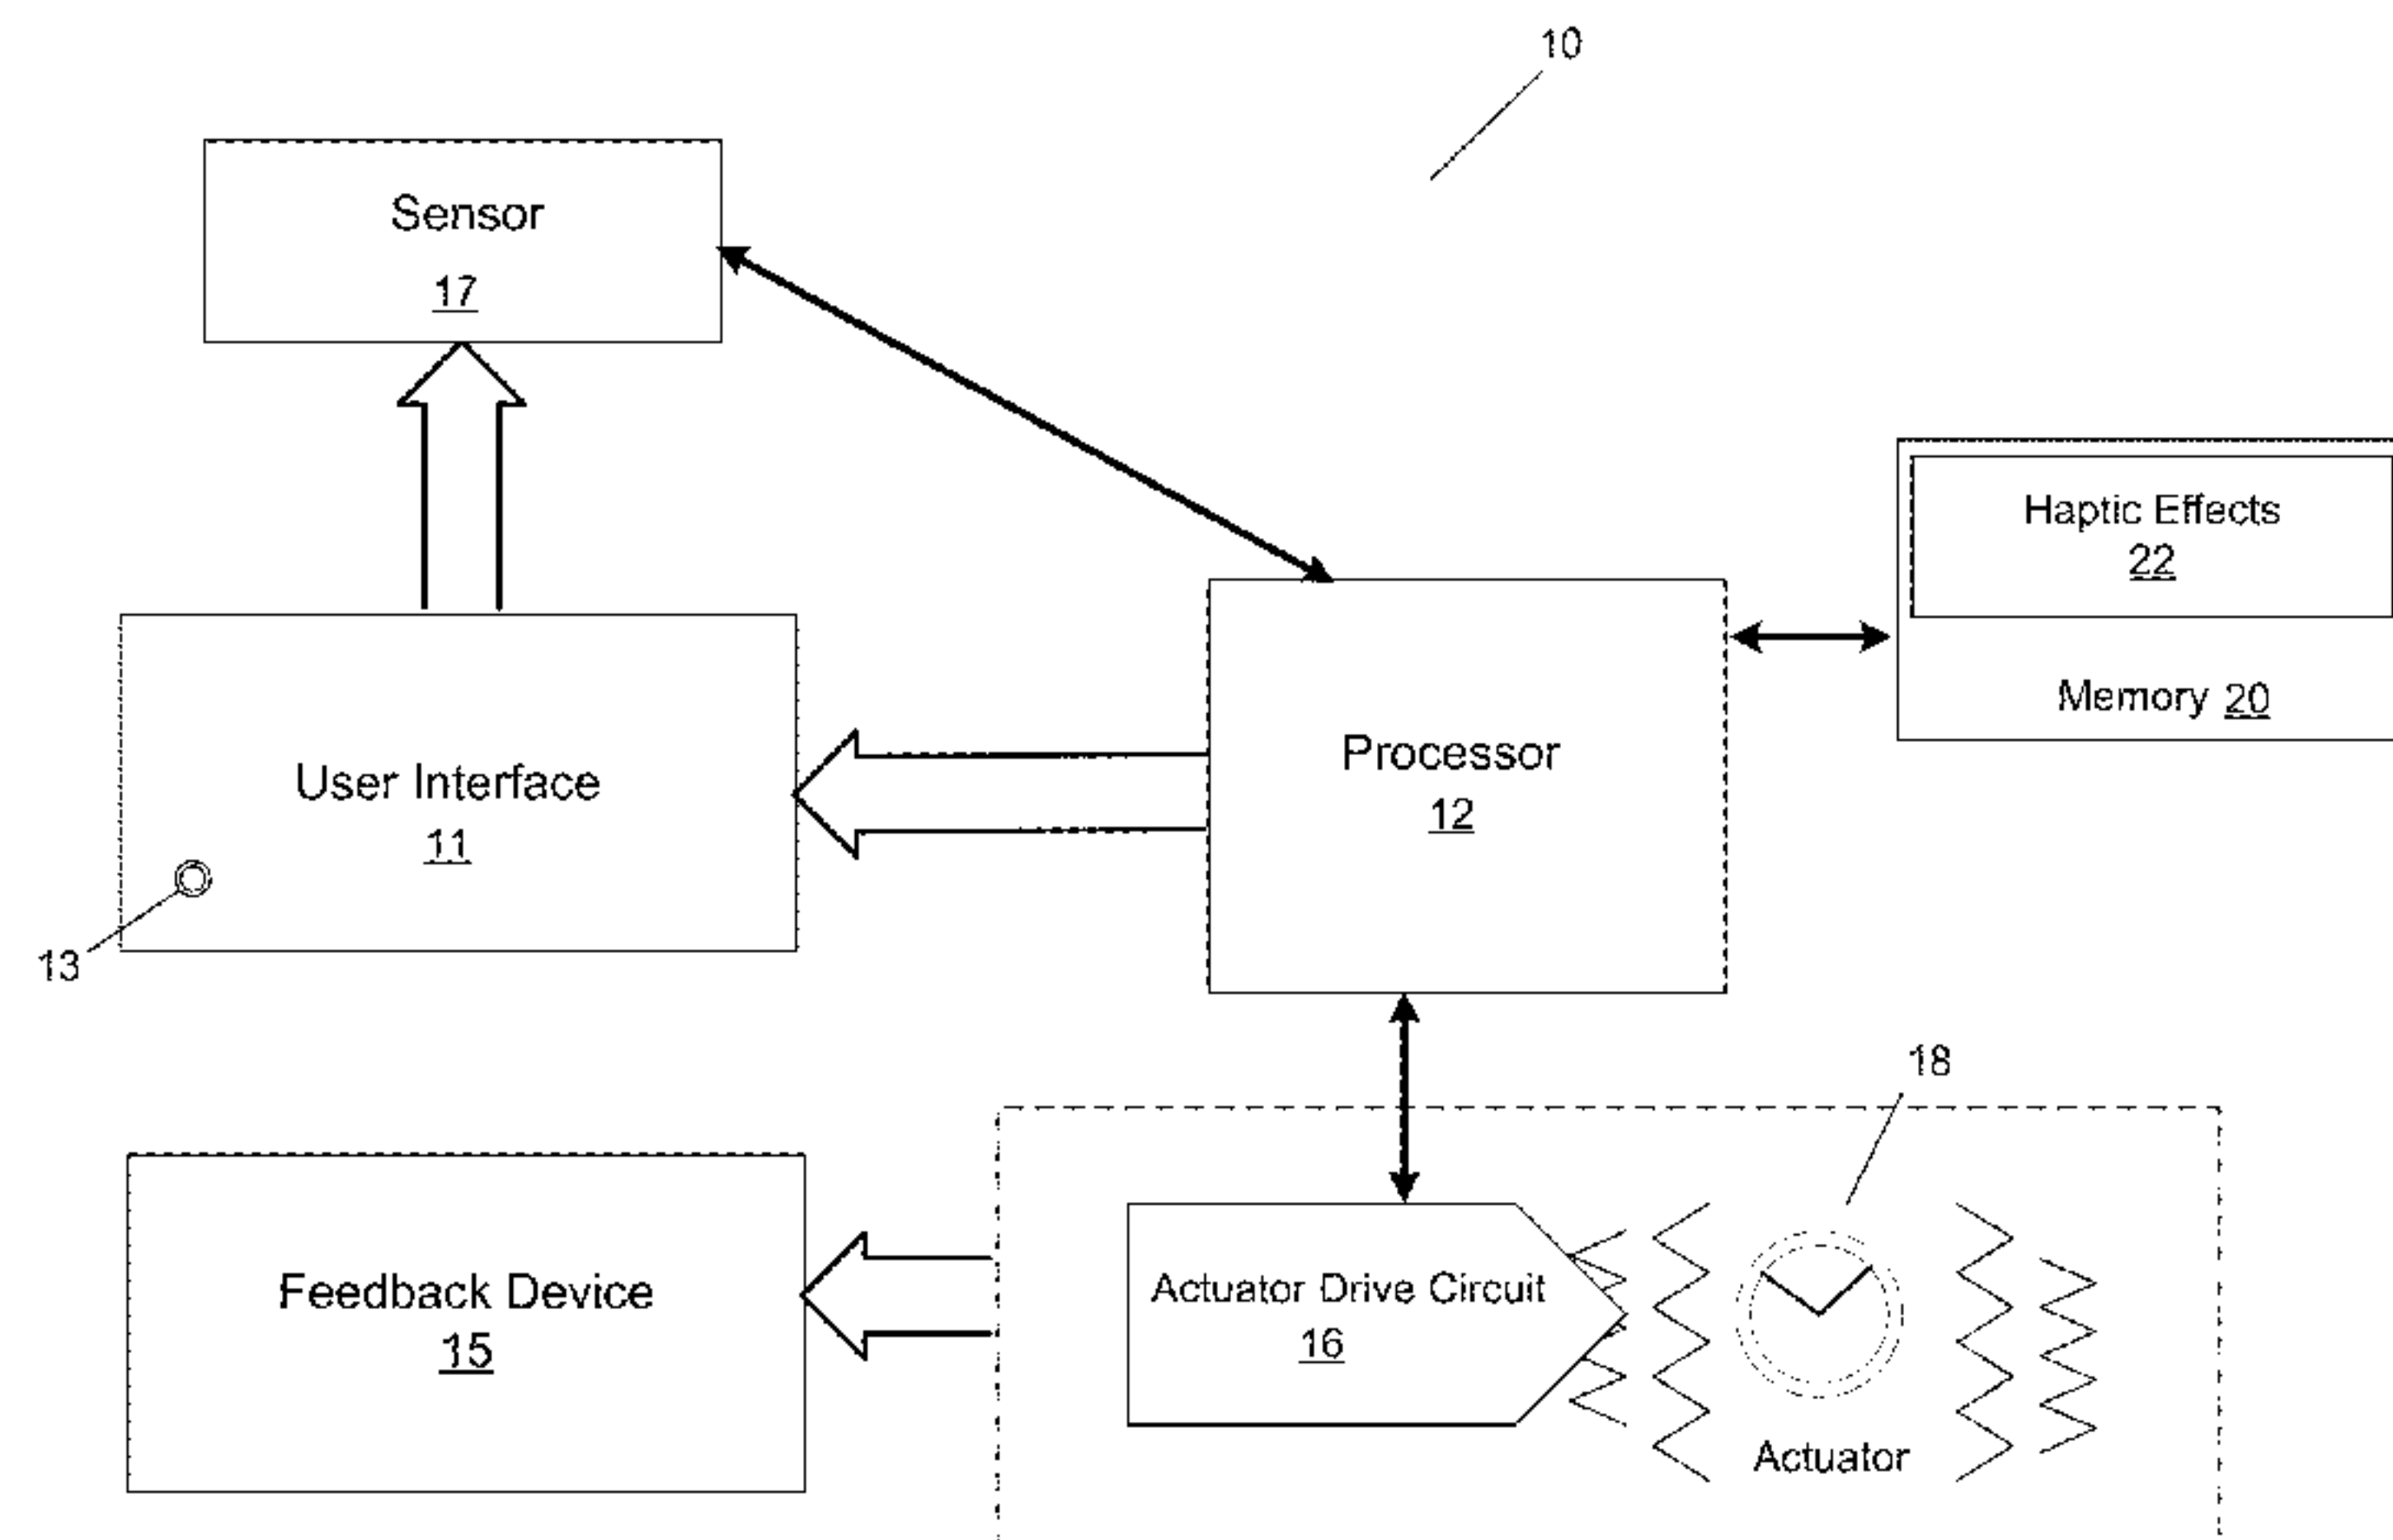 10
Sensor
17
Haptic Effects
22
Memory 20
Processor
12
User Interface
11
13
18
Feedback Device
15
Actuator Drive Circuit
16
Actuator